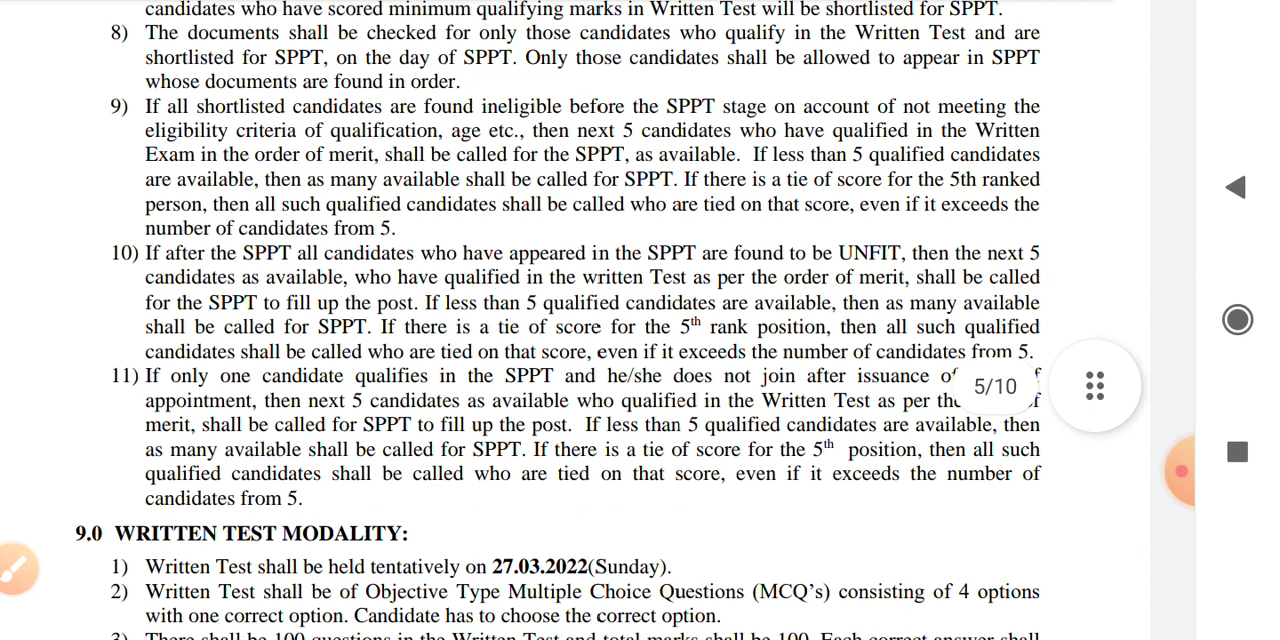 candidates who have scored minimum qualifying marks in Written Test will be shortlisted for SPPT.
8) The documents shall be checked for only those candidates who qualify in the Written Test and are
shortlisted for SPPT, on the day of SPPT. Only those candidates shall be allowed to appear in SPPT
whose documents are found in order.
9) If all shortlisted candidates are found ineligible before the SPPT stage on account of not meeting the
eligibility criteria of qualification, age etc., then next 5 candidates who have qualified in the Written
Exam in the order of merit, shall be called for the SPPT, as available. If less than 5 qualified candidates
are available, then as many available shall be called for SPPT. If there is a tie of score for the 5th ranked
person, then all such qualified candidates shall be called who are tied on that score, even if it exceeds the
number of candidates from 5.
10) If after the SPPT all candidates who have appeared in the SPPT are found to be UNFIT, then the next 5
candidates as available, who have qualified in the written Test as per the order of merit, shall be called
for the SPPT to fill up the post. If less than 5 qualified candidates are available, then as many available
shall be called for SPPT. If there is a tie of score for the 5th rank position, then all such qualified
candidates shall be called who are tied on that score, even if it exceeds the number of candidates from 5.
11) If only one candidate qualifies in the SPPT and he/she does not join after issuance
5/10
appointment, then next 5 candidates as available who qualified in the Written Test as per
merit, shall be called for SPPT to fill up the post. If less than 5 qualified candidates are available, then
as many available shall be called for SPPT. If there is a tie of score for the 5th position, then all such
qualified candidates shall be called who are tied on that score, even if it exceeds the number of
candidates from 5.
9.0 WRITTEN TEST MODALITY:
1) Written Test shall be held tentatively on 27.03.2022(Sunday).
2) Written Test shall be of Objective Type Multiple Choice Questions (MCQ's) consisting of 4 options
with one correct option. Candidate has to choose the correct option.
3) There shall be 100 questions in the Written Test and total marks shall be 100. Each correct answer shall